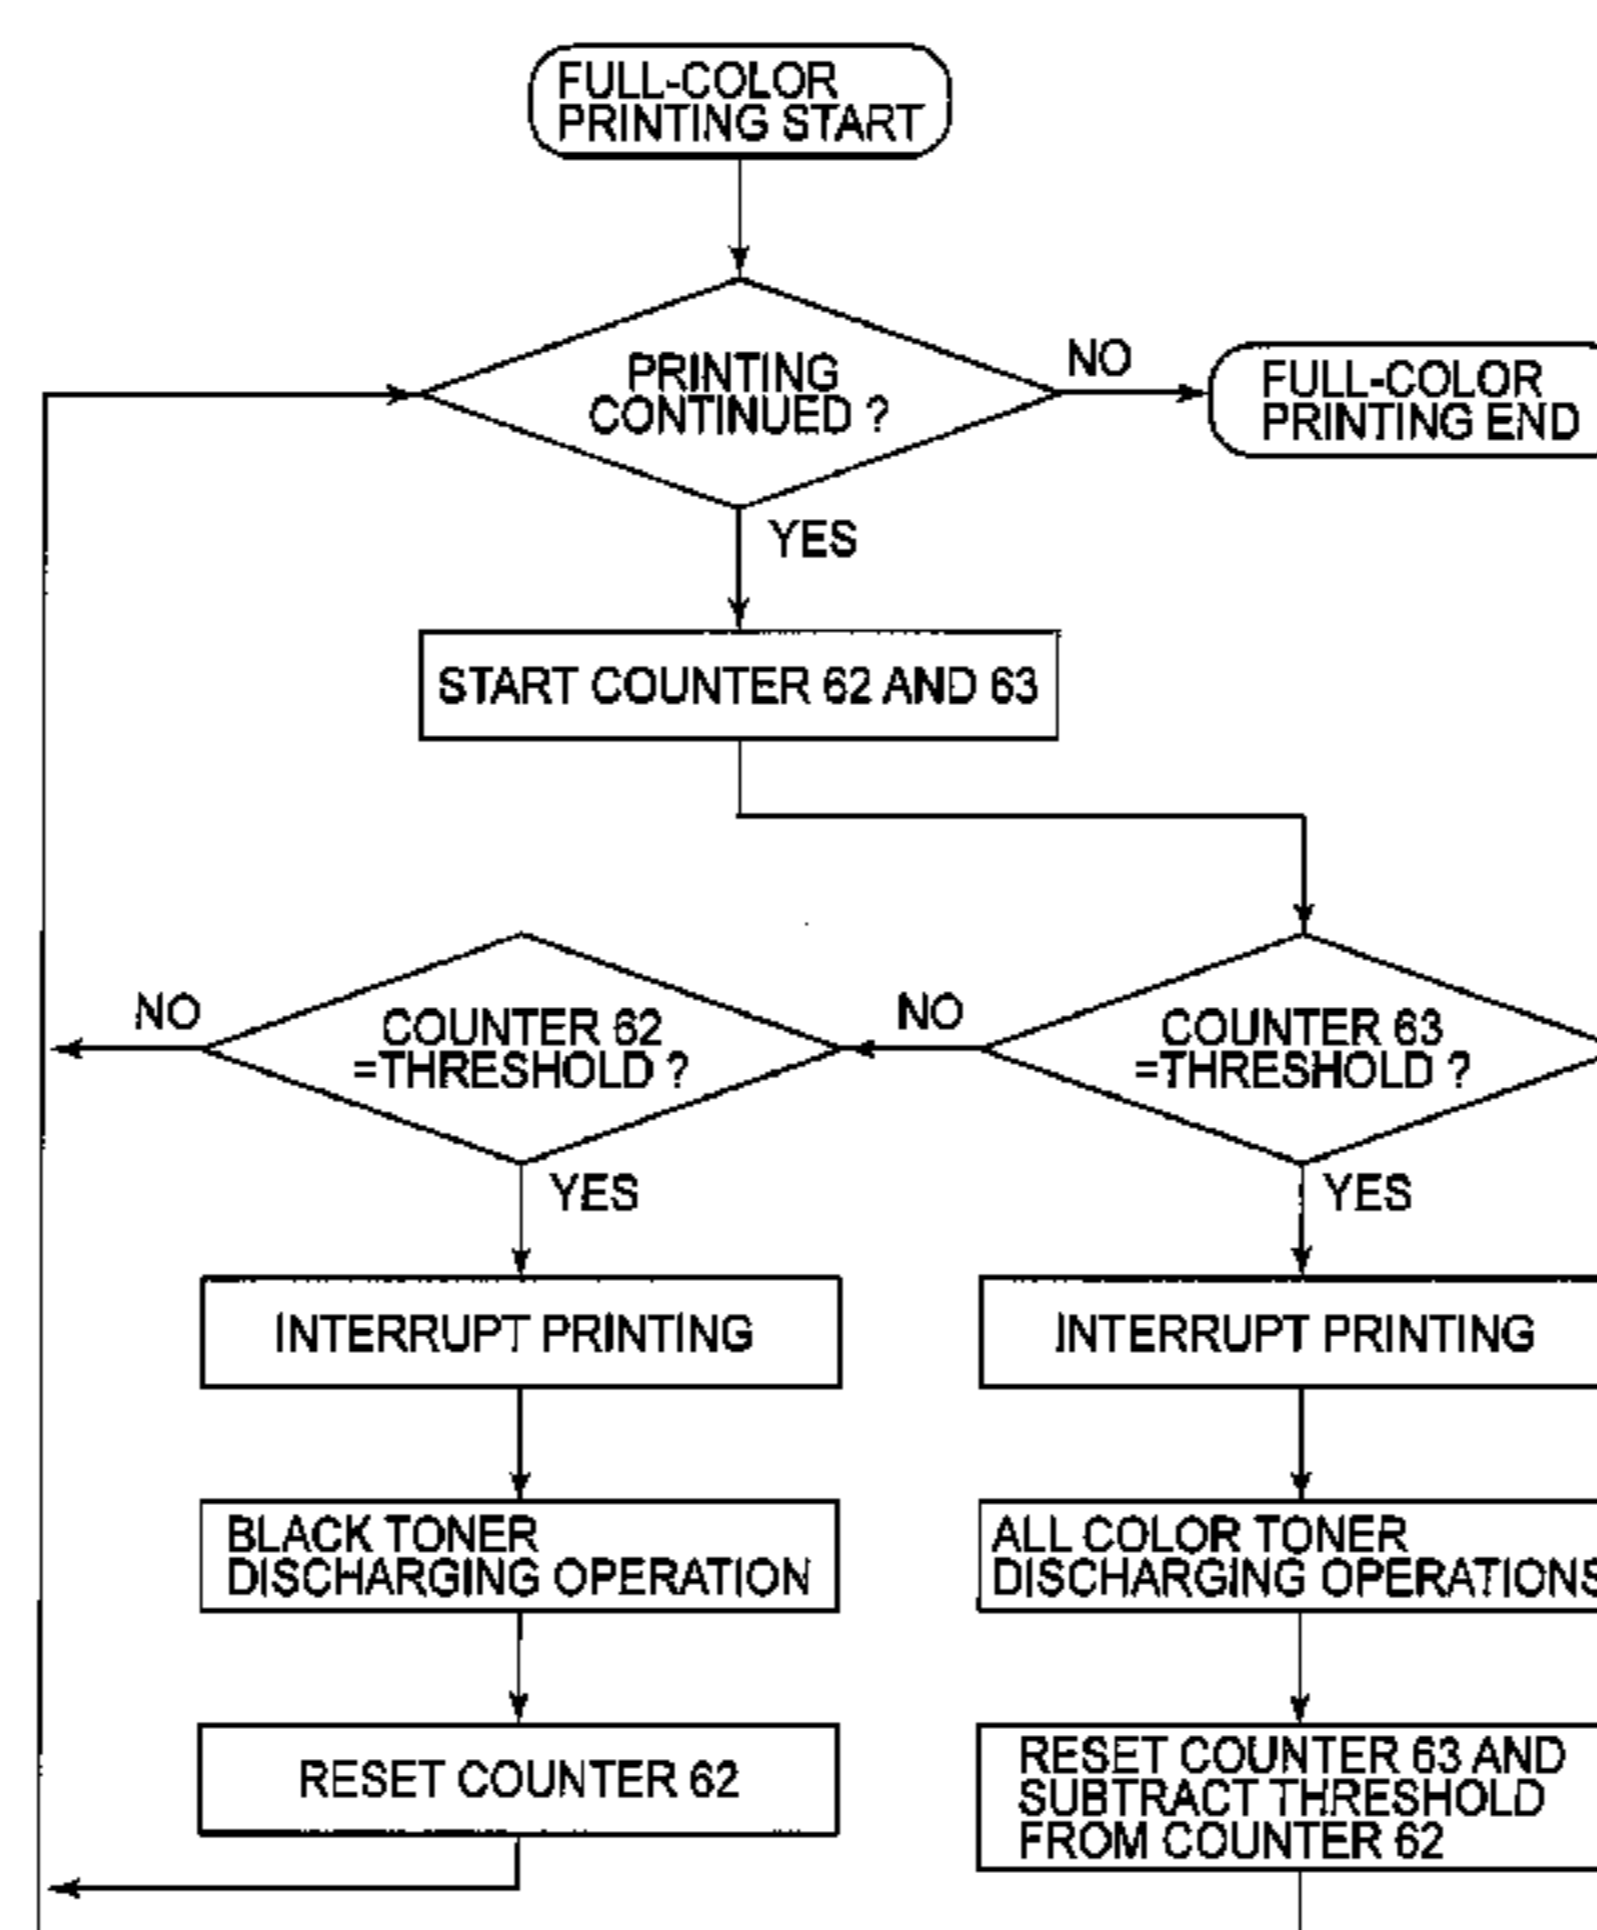 FULL-COLOR
PRINTING START
PRINTING
CONTINUED ?
NO
FULL-COLOR
PRINTING END
YES
START COUNTER 62 AND 63
NO
COUNTER 62
=THRESHOLD ?
NO
COUNTER 63
=THRESHOLD ?
YES
YES
INTERRUPT PRINTING
INTERRUPT PRINTING
BLACK TONER
DISCHARGING OPERATION
ALL COLOR TONER
DISCHARGING OPERATIONS
RESET COUNTER 62
RESET COUNTER 63 AND
SUBTRACT THRESHOLD
FROM COUNTER 62